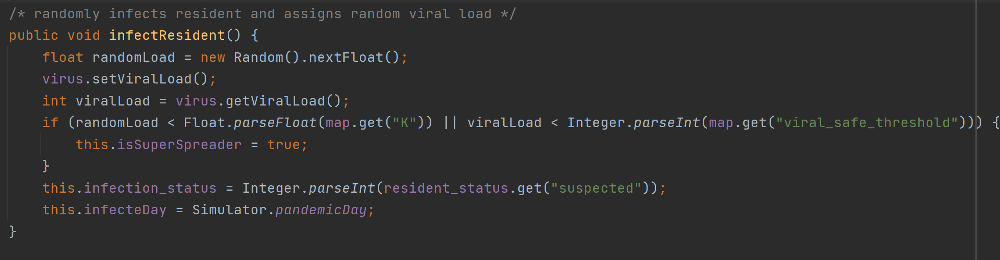 /* randomly infects resident and assigns random viral load */
public void infectResident() {
    float randomLoad = new Random().nextFloat();
    virus.setViralLoad();
    int viralLoad = virus.getViralLoad();
    if (randomLoad < Float.parseFloat(map.get("K")) || viralLoad < Integer.parseInt(map.get("viral_safe_threshold"))) {
        this.isSuperSpreader = true;
    }
    this.infection_status = Integer.parseInt(resident_status.get("suspected"));
    this.infecteDay = Simulator.pandemicDay;
}